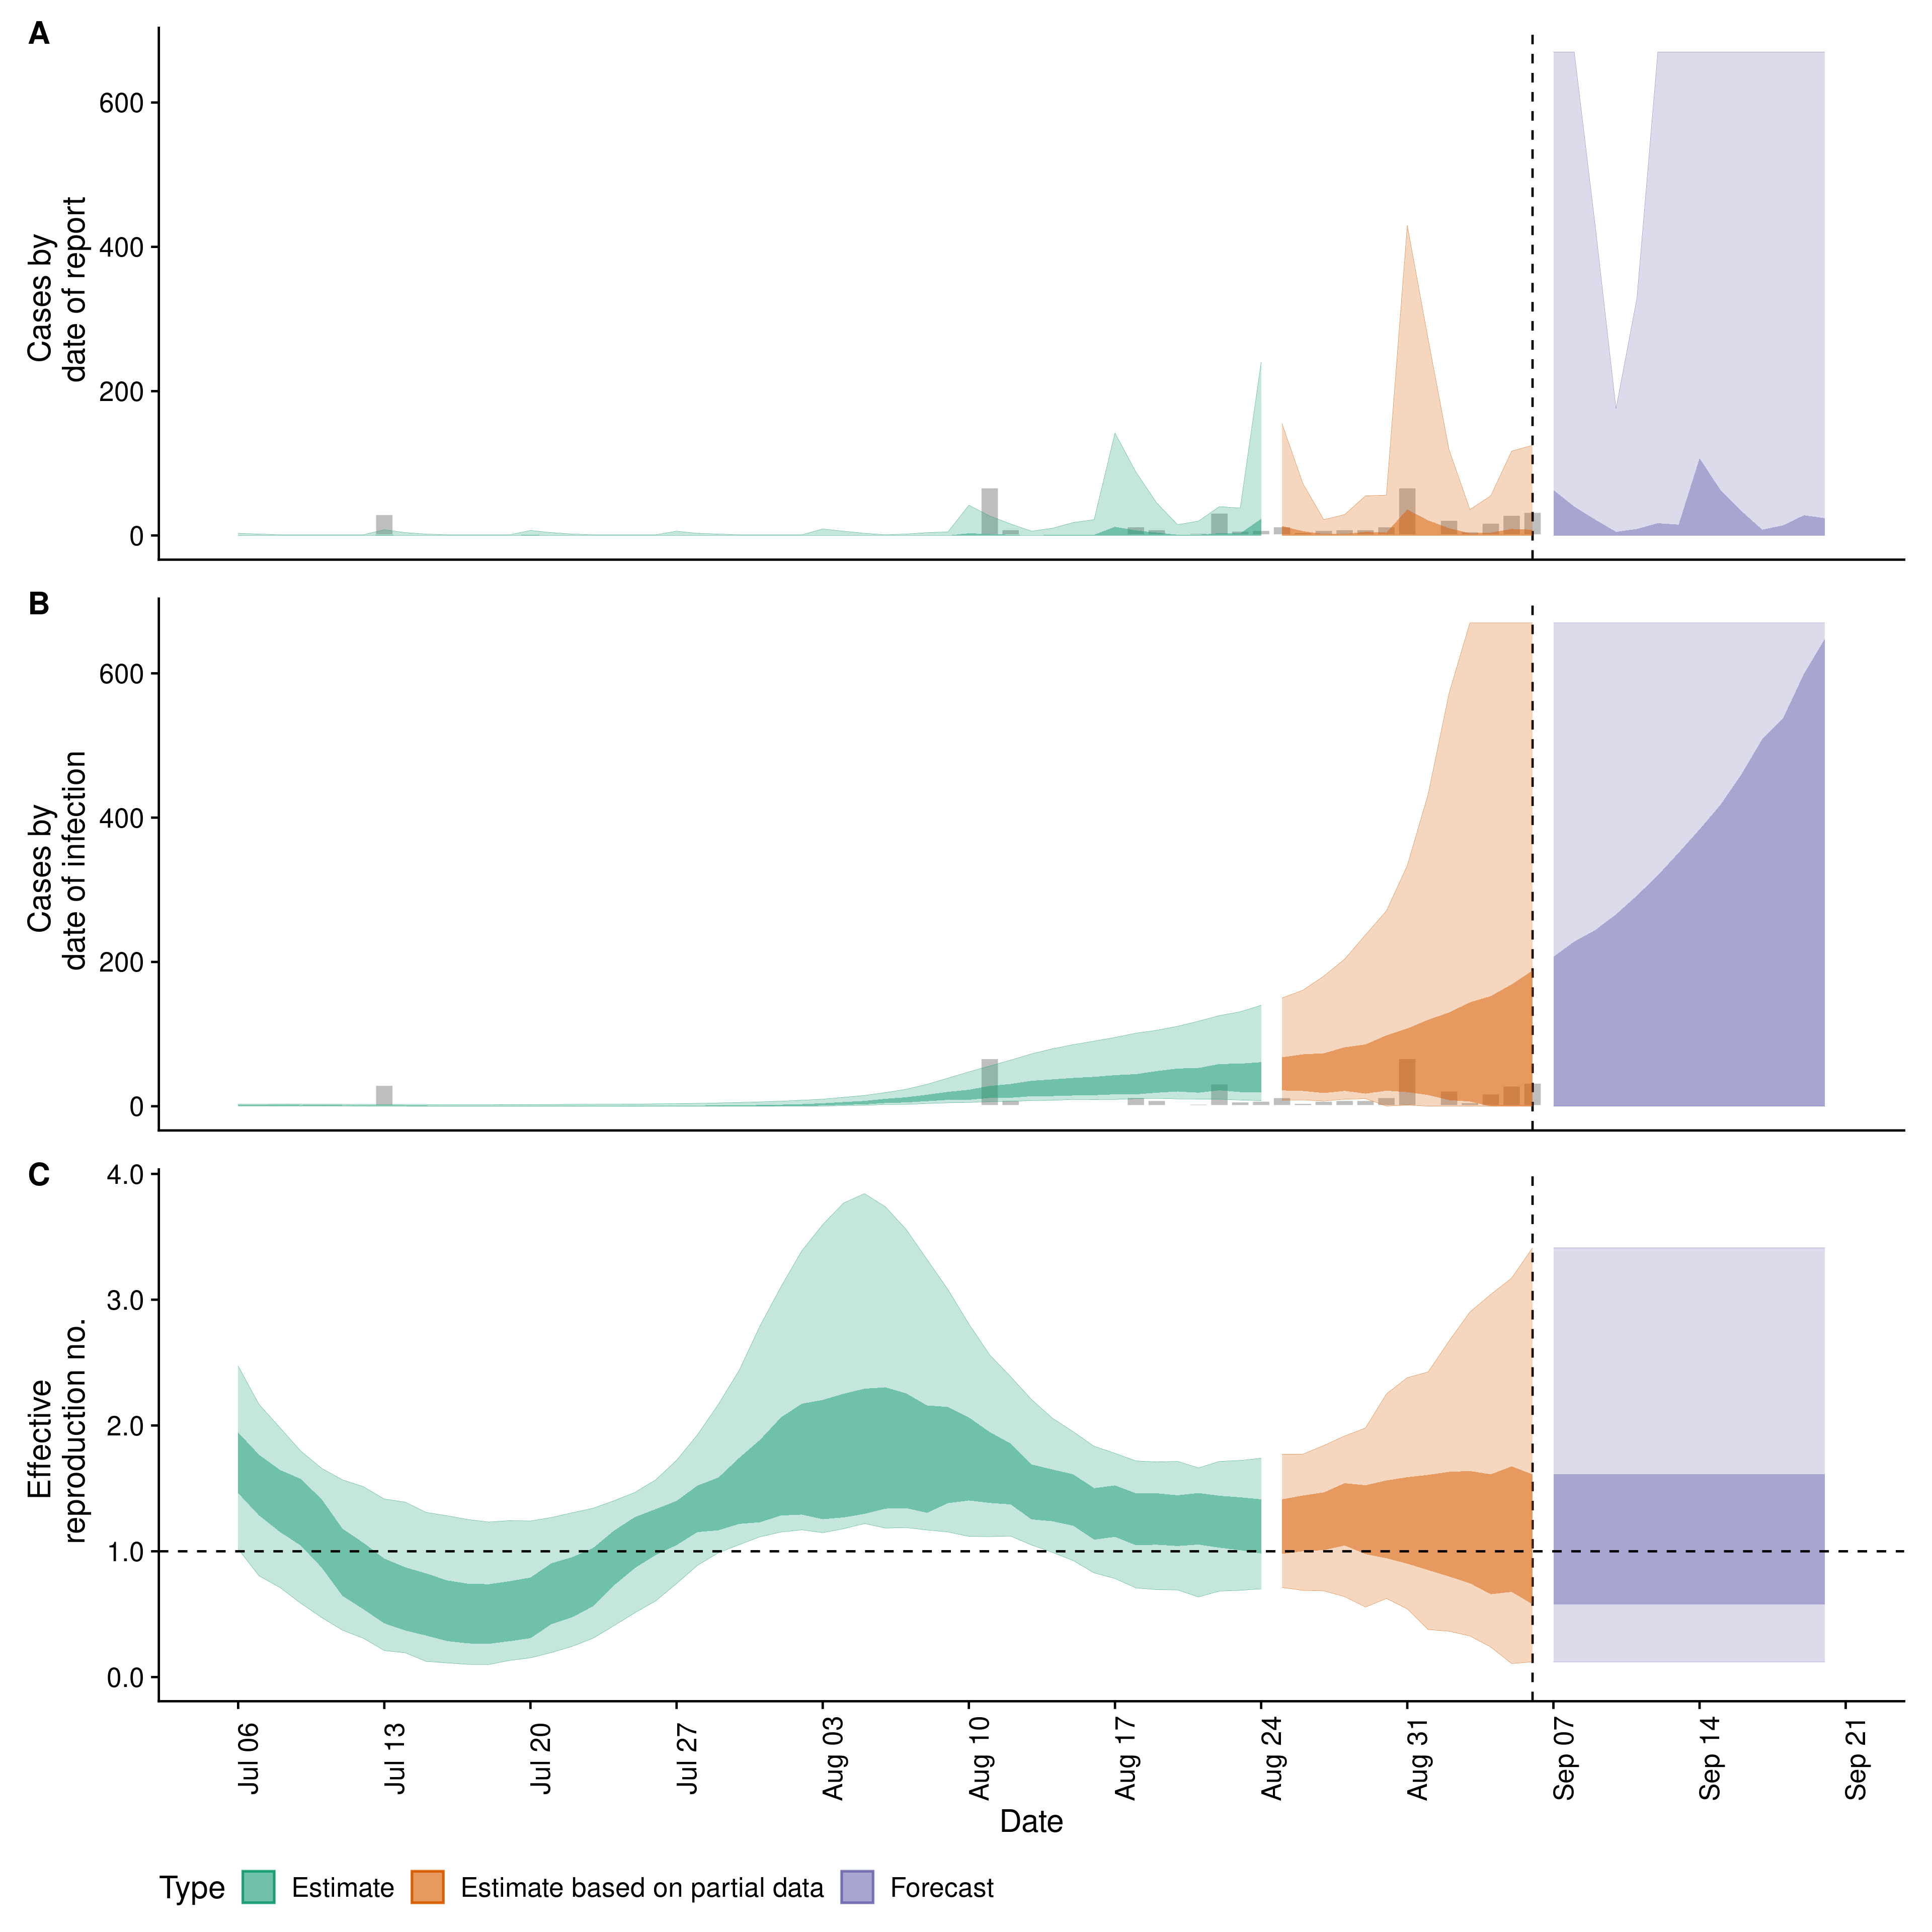 A
Cases by
date of report
600
400
200
0
B
Cases by
date of infection
600
400
200
0
C
Effective
reproduction no.
4.0
3.0
2.0
1.0
0.0
Jul 06
Jul 13
Jul 20
Jul 27
Aug 03
Aug 10
Aug 17
Aug 24
Aug 31
Sep 07
Sep 14
Sep 21
Date
Type Estimate Estimate based on partial data Forecast